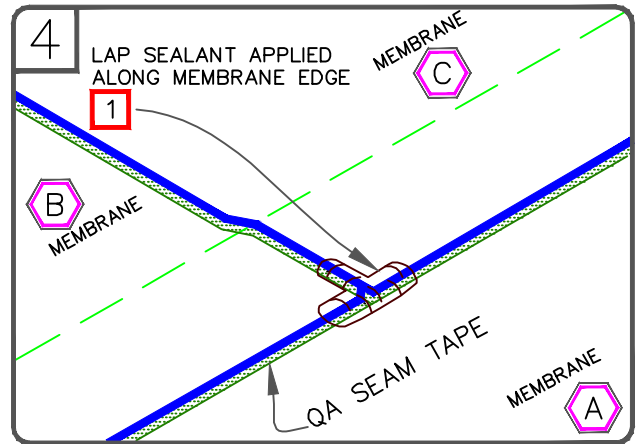 4
LAP SEALANT APPLIED
ALONG MEMBRANE EDGE
1
MEMBRANE
C
B
MEMBRANE
QA SEAM TAPE
MEMBRANE
A